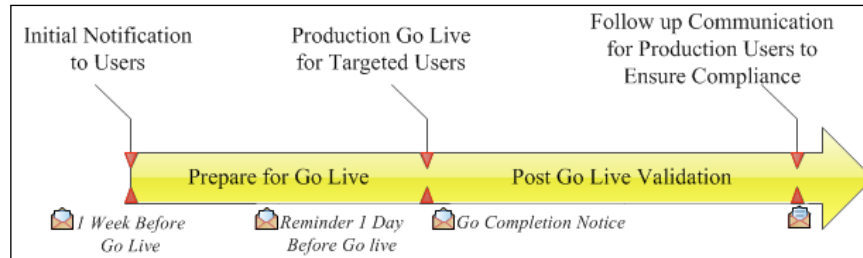 Initial Notification
to Users
Production Go Live
for Targeted Users
Follow up Communication
for Production Users to
Ensure Compliance
Prepare for Go Live
Post Go Live Validation
1 Week Before
Go Live
Reminder 1 Day
Before Go live
Go Completion Notice